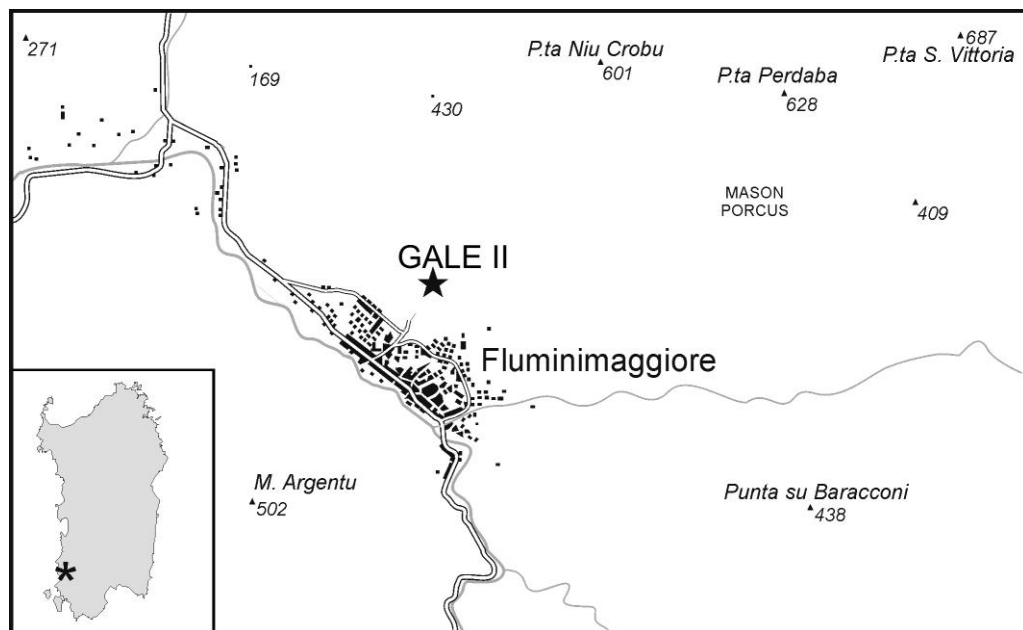 271
169
430
P.ta Niu Crobu
601
P.ta Perdaba
628
687
P.ta S. Vittoria
MASON
PORCUS
409
GALE II
Fluminimaggiore
M. Argentu
502
Punta su Baracconi
438
*